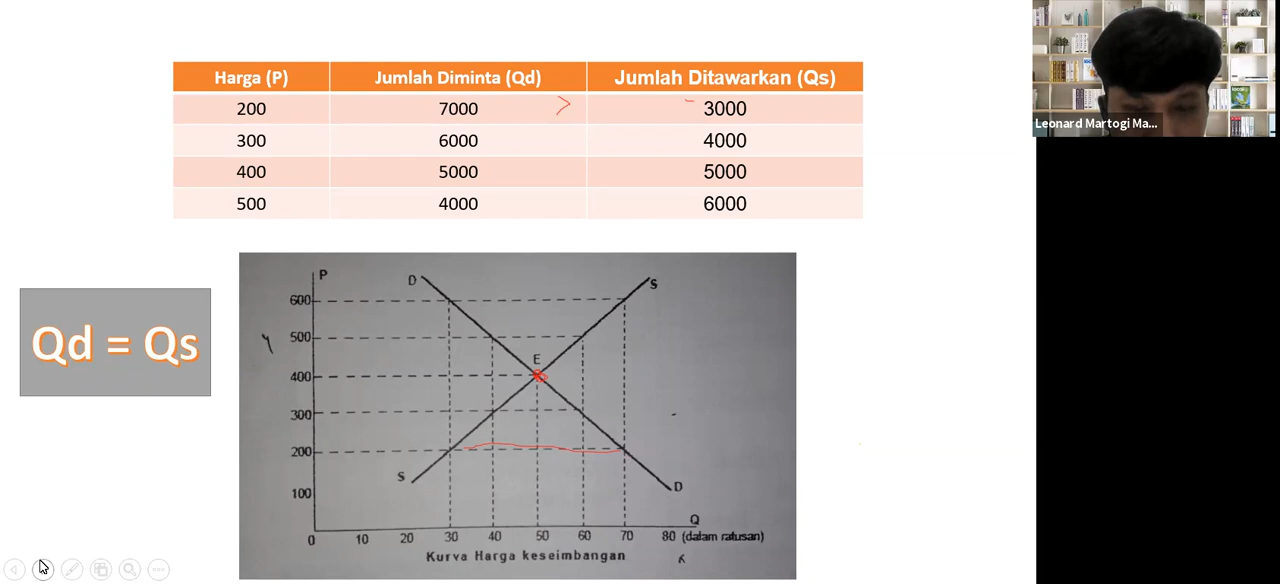 Harga (P) Jumlah Diminta (Qd) Jumlah Ditawarkan (Qs)
200 7000 > - 3000
300 6000 4000
400 5000 5000
500 4000 6000
Leonard Martogi Ma...
Qd = Qs
P
D
S
600
500
E
400
300
200
S
D
100
Q
0 10 20 30 40 50 60 70 80 (dalam ratusan)
Kurva Harga keseimbangan